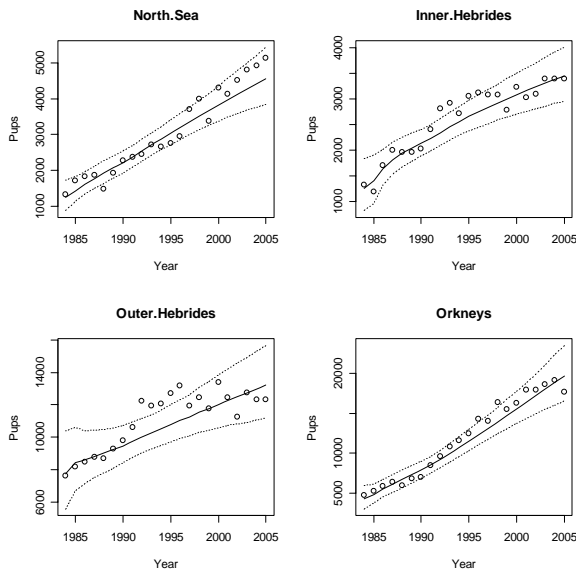 North.Sea
Pups
1000 2000 3000 4000 5000
1985 1990 1995 2000 2005
Year
Inner.Hebrides
Pups
1000 2000 3000 4000
1985 1990 1995 2000 2005
Year
Outer.Hebrides
Pups
6000 10000 14000
1985 1990 1995 2000 2005
Year
Orkneys
Pups
5000 10000 20000
1985 1990 1995 2000 2005
Year